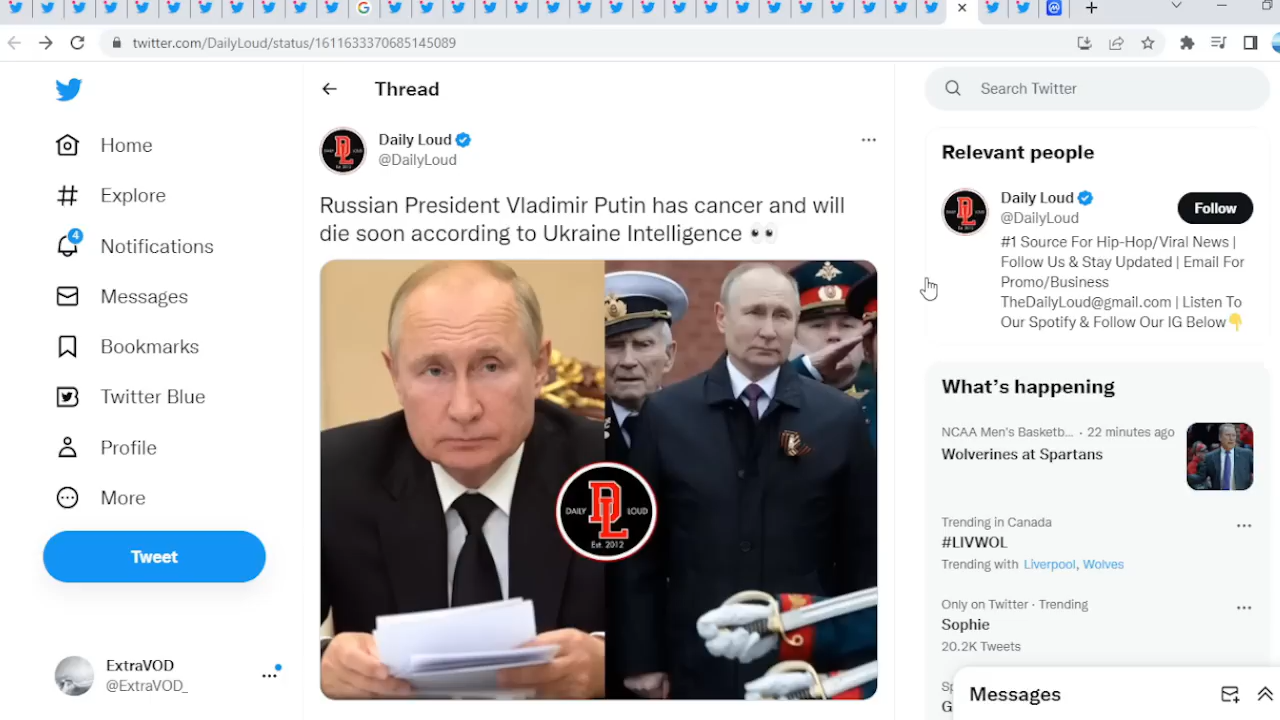 twitter.com/DailyLoud/status/1611633370685145089
Home
Explore
4
Notifications
Messages
Bookmarks
Twitter Blue
Profile
More
Tweet
ExtraVOD
@ExtraVOD_
Thread
Daily Loud
@DailyLoud
Russian President Vladimir Putin has cancer and will
die soon according to Ukraine Intelligence 👀
DL
DAILY LOUD
Est. 2012
Search Twitter
Relevant people
Daily Loud
@DailyLoud
Follow
#1 Source For Hip-Hop/Viral News |
Follow Us & Stay Updated | Email For
Promo/Business
TheDailyLoud@gmail.com | Listen To
Our Spotify & Follow Our IG Below👇
What's happening
NCAA Men's Basketb... · 22 minutes ago
Wolverines at Spartans
Trending in Canada
#LIVWOL
Trending with Liverpool, Wolves
Only on Twitter · Trending
Sophie
20.2K Tweets
Messages